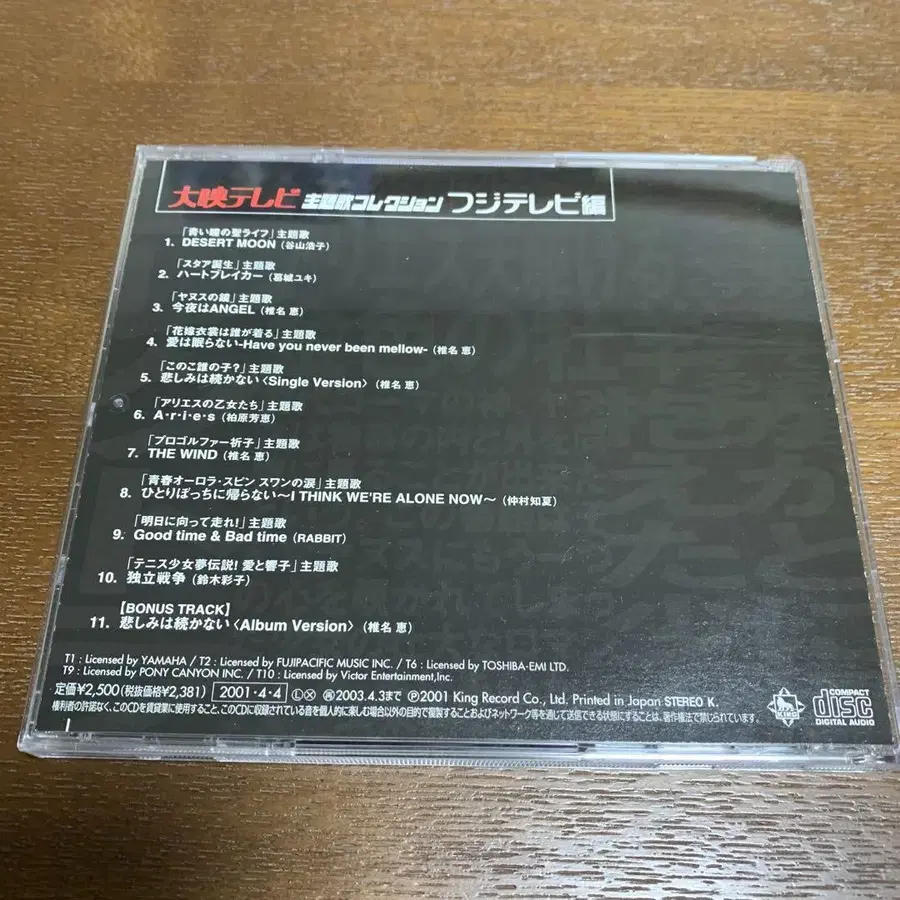 大映テレビ 主題歌コレクション フジテレビ編
「青い瞳の聖ライフ」主題歌
1. DESERT MOON（谷山浩子）
「スタア誕生」主題歌
2. ハートブレイカー（葛城ユキ）
「ヤヌスの鏡」主題歌
3. 今夜はANGEL（椎名 恵）
「花嫁衣裳は誰が着る」主題歌
4. 愛は眠らない-Have you never been mellow-（椎名 恵）
「このこ誰の子？」主題歌
5. 悲しみは続かない〈Single Version〉（椎名 恵）
「アリエスの乙女たち」主題歌
6. A・r・i・e・s（柏原芳恵）
「プロゴルファー祈子」主題歌
7. THE WIND（椎名 恵）
「青春オーロラ・スピン スワンの涙」主題歌
8. ひとりぼっちに帰らない〜I THINK WE'RE ALONE NOW〜（仲村知夏）
「明日に向って走れ！」主題歌
9. Good time & Bad time（RABBIT）
「テニス少女夢伝説！愛と響子」主題歌
10. 独立戦争（鈴木彩子）
【BONUS TRACK】
11. 悲しみは続かない〈Album Version〉（椎名 恵）
T1 : Licensed by YAMAHA / T2 : Licensed by FUJIPACIFIC MUSIC INC. / T6 : Licensed by TOSHIBA-EMI LTD.
T9 : Licensed by PONY CANYON INC. / T10 : Licensed by Victor Entertainment,Inc.
定価¥2,500(税抜価格¥2,381) 2001・4・4 Ⓛ Ⓧ 再 2003.4.3まで Ⓟ2001 King Record Co., Ltd. Printed in Japan STEREO K.
権利者の許諾なく、このCDを賃貸業に使用すること、このCDに収録されている音を個人的に楽しむ場合以外の目的で複製することおよびネットワーク等を通じて送信できる状態にすることは、著作権法で禁じられています。
KING
COMPACT
disc
DIGITAL AUDIO